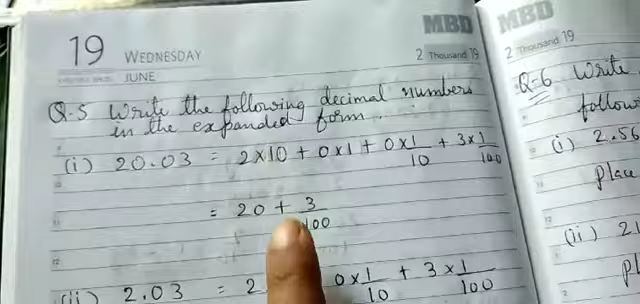 MBD
MBD
19 WEDNESDAY
JUNE
2 Thousand 19
2 Thousand 19
Q.5 Write the following decimal numbers
in the expanded form.
(i) 20.03 = 2×10 + 0×1 + 0×1/10 + 3×1/100
= 20 + 3/100
(ii) 2.03 = 2 0×1/10 + 3×1/100
Q.6 Write
follow
(i) 2.56
place
(ii) 21
pl